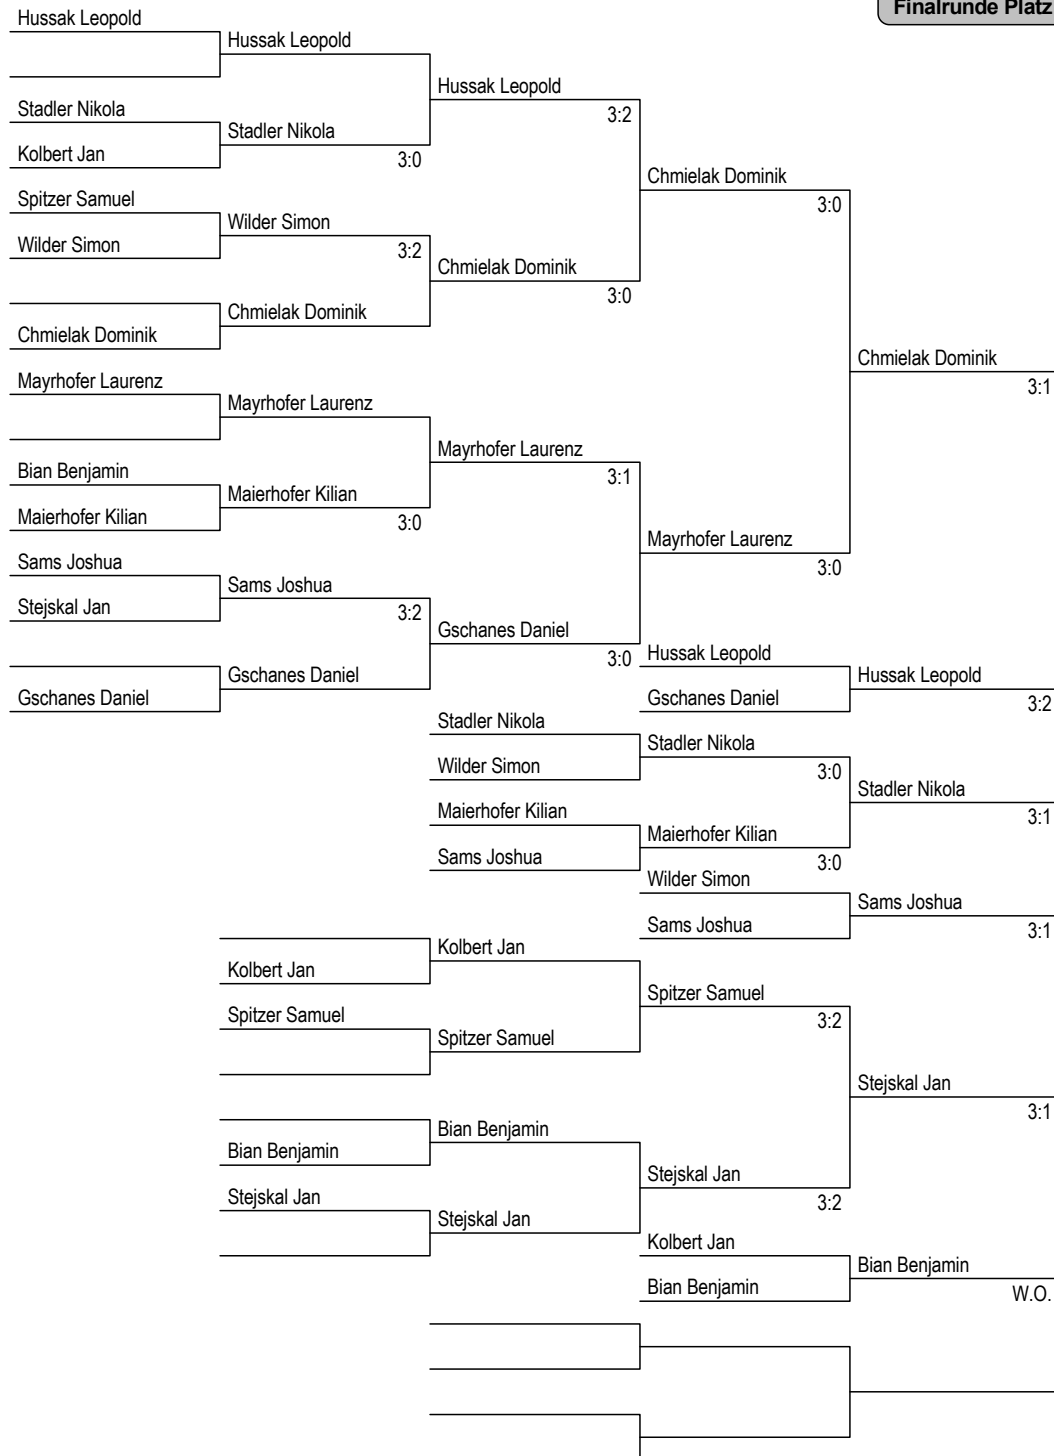 Finalrunde Platz
Hussak Leopold
Hussak Leopold
Hussak Leopold
3:2
Stadler Nikola
Stadler Nikola
3:0
Kolbert Jan
Chmielak Dominik
3:0
Spitzer Samuel
Wilder Simon
3:2
Wilder Simon
Chmielak Dominik
3:0
Chmielak Dominik
Chmielak Dominik
Chmielak Dominik
3:1
Mayrhofer Laurenz
Mayrhofer Laurenz
Mayrhofer Laurenz
3:1
Bian Benjamin
Maierhofer Kilian
3:0
Maierhofer Kilian
Mayrhofer Laurenz
3:0
Sams Joshua
Sams Joshua
3:2
Stejskal Jan
Gschanes Daniel
3:0
Hussak Leopold
Gschanes Daniel
Hussak Leopold
3:2
Gschanes Daniel
Gschanes Daniel
Stadler Nikola
Stadler Nikola
3:0
Wilder Simon
Stadler Nikola
3:1
Maierhofer Kilian
Maierhofer Kilian
3:0
Sams Joshua
Wilder Simon
Sams Joshua
3:1
Sams Joshua
Kolbert Jan
Kolbert Jan
Spitzer Samuel
3:2
Spitzer Samuel
Spitzer Samuel
Stejskal Jan
3:1
Bian Benjamin
Bian Benjamin
Stejskal Jan
3:2
Stejskal Jan
Stejskal Jan
Kolbert Jan
Bian Benjamin
W.O.
Bian Benjamin